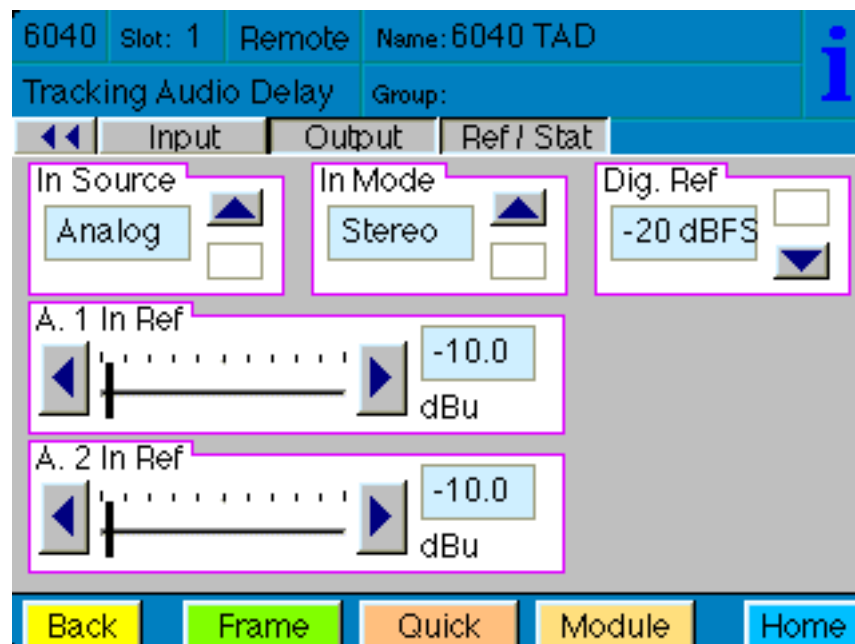 6040 Slot: 1 Remote Name: 6040 TAD
Tracking Audio Delay Group:
Input Output Ref / Stat
In Source In Mode Dig. Ref
Analog Stereo -20 dBFS
A. 1 In Ref
-10.0
dBu
A. 2 In Ref
-10.0
dBu
Back Frame Quick Module Home